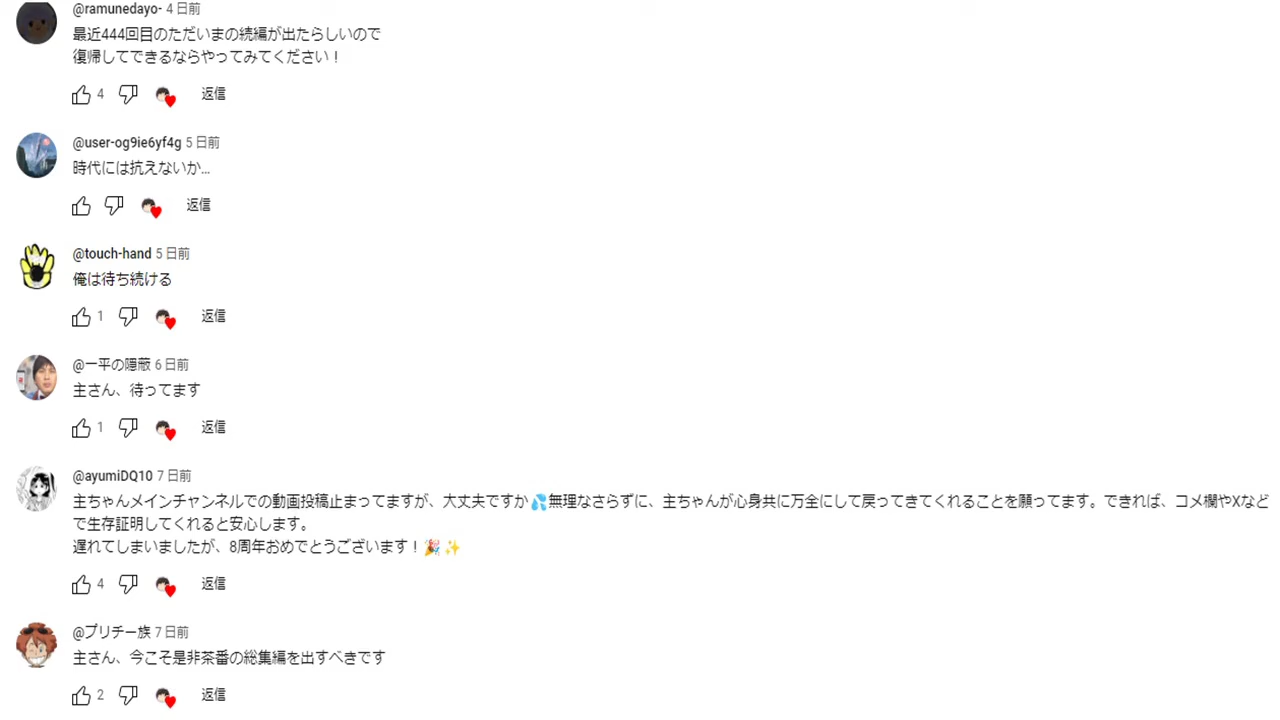 @ramunedayo- 4 日前
最近444回目のただいまの続編が出たらしいので
復帰してできるならやってみてください！
4 返信
@user-og9ie6yf4g 5 日前
時代には抗えないか…
返信
@touch-hand 5 日前
俺は待ち続ける
1 返信
@一平の隠蔽 6 日前
主さん、待ってます
1 返信
@ayumiDQ10 7 日前
主ちゃんメインチャンネルでの動画投稿止まってますが、大丈夫ですか💦無理なさらずに、主ちゃんが心身共に万全にして戻ってきてくれることを願ってます。できれば、コメ欄やXなど
で生存証明してくれると安心します。
遅れてしまいましたが、8周年おめでとうございます！🎉✨
4 返信
@プリチー族 7 日前
主さん、今こそ是非茶番の総集編を出すべきです
2 返信